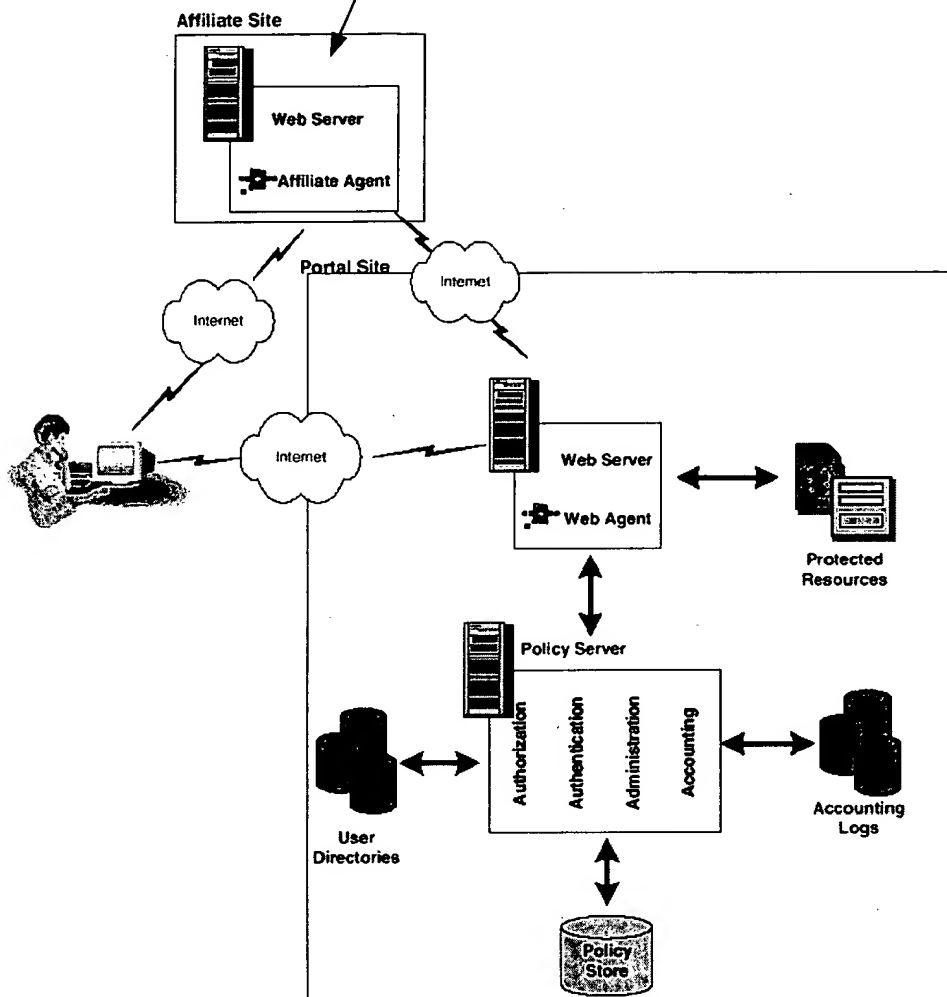 Affiliate Site
Web Server
Affiliate Agent
Portal Site
Internet
Internet
Internet
Web Server
Web Agent
Protected
Resources
Policy Server
Authorization
Authentication
Administration
Accounting
User
Directories
Accounting
Logs
Policy
Store